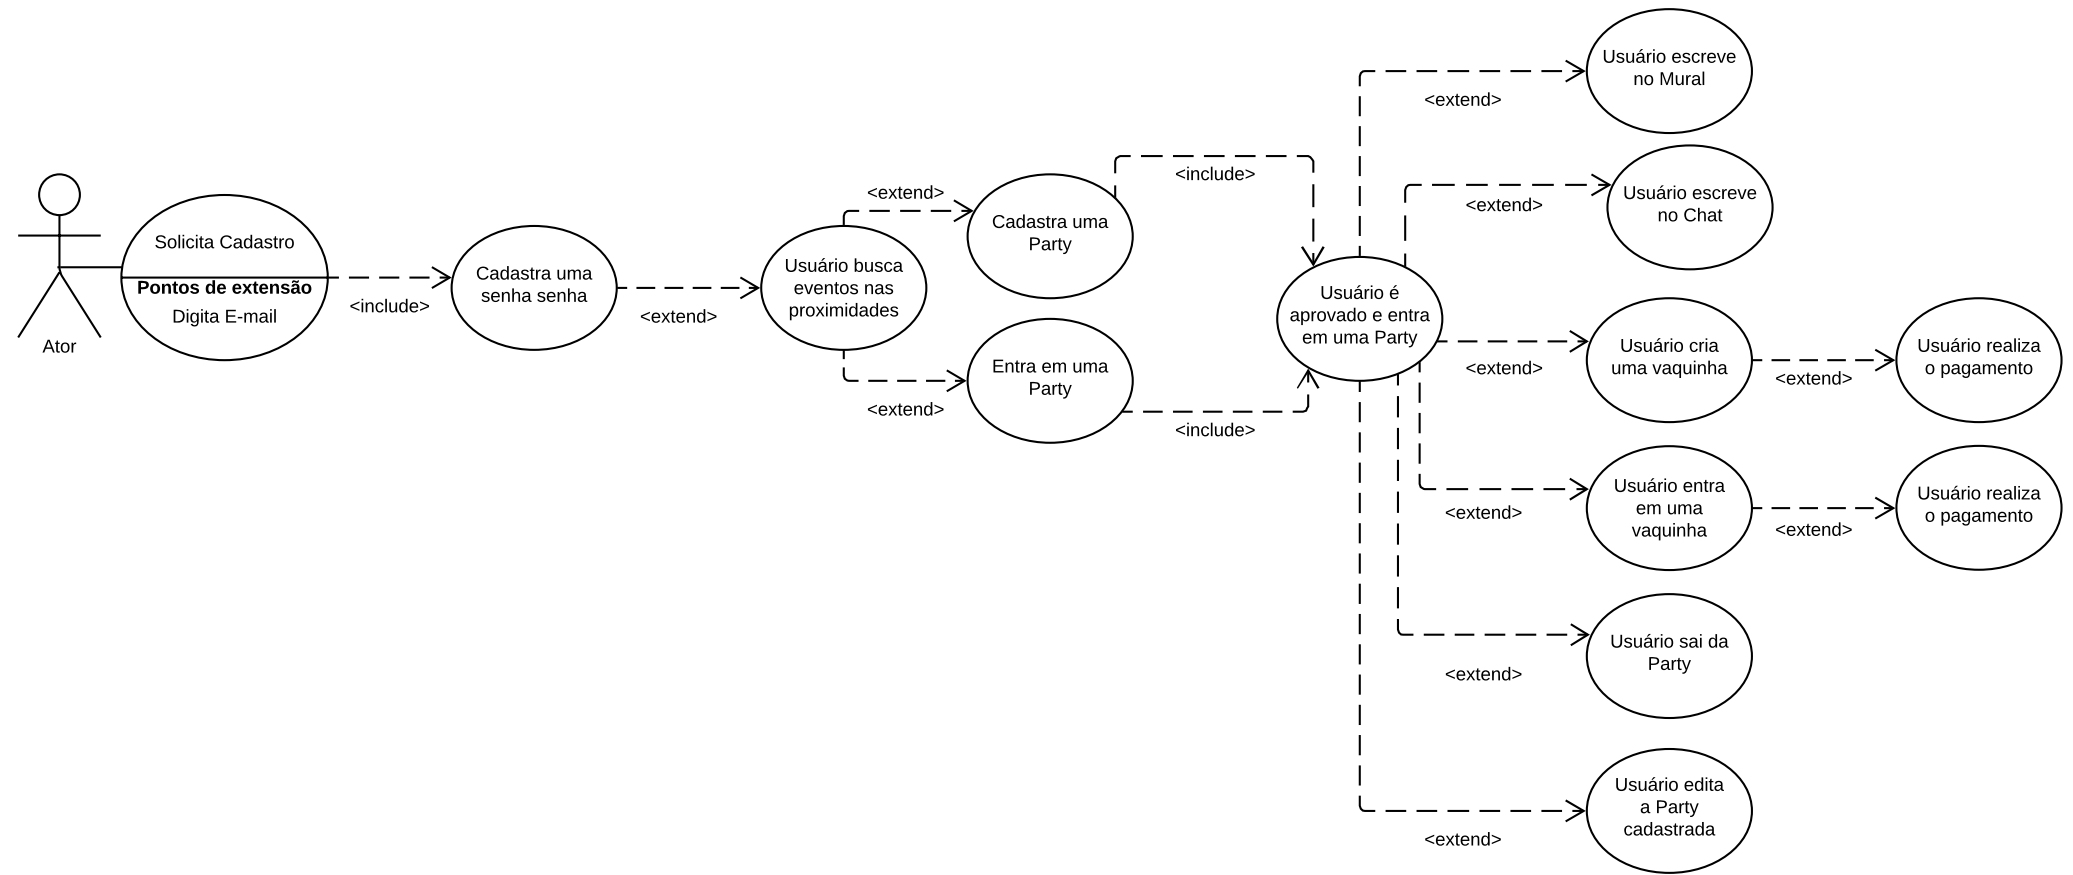 Solicita Cadastro
Pontos de extensão
Digita E-mail
Ator
<include>
Cadastra uma
senha senha
<extend>
Usuário busca
eventos nas
proximidades
<extend>
Cadastra uma
Party
<include>
<extend>
Entra em uma
Party
<include>
Usuário é
aprovado e entra
em uma Party
<extend>
Usuário escreve
no Mural
<extend>
Usuário escreve
no Chat
<extend>
Usuário cria
uma vaquinha
<extend>
Usuário realiza
o pagamento
<extend>
Usuário entra
em uma
vaquinha
<extend>
Usuário realiza
o pagamento
<extend>
Usuário sai da
Party
<extend>
Usuário edita
a Party
cadastrada